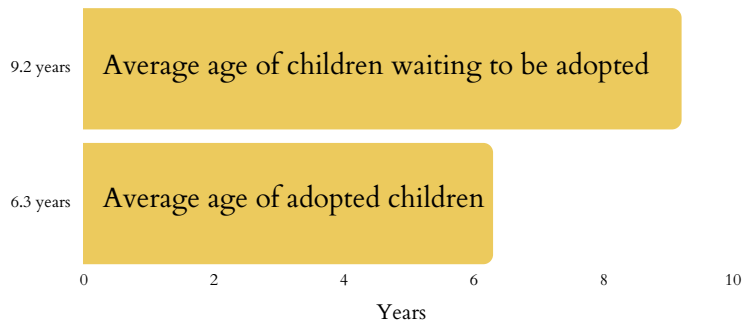 9.2 years
Average age of children waiting to be adopted
6.3 years
Average age of adopted children
0 2 4 6 8 10
Years